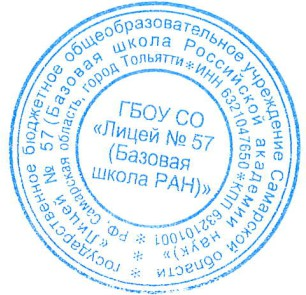 государственное бюджетное общеобразовательное учреждение Самарской области
«Лицей № 57 (Базовая школа Российской академии наук)»
* РФ, Самарская область, город Тольятти * ИНН 6321047650 * КПП 632101001 *
ГБОУ СО
«Лицей № 57
(Базовая
школа РАН)»